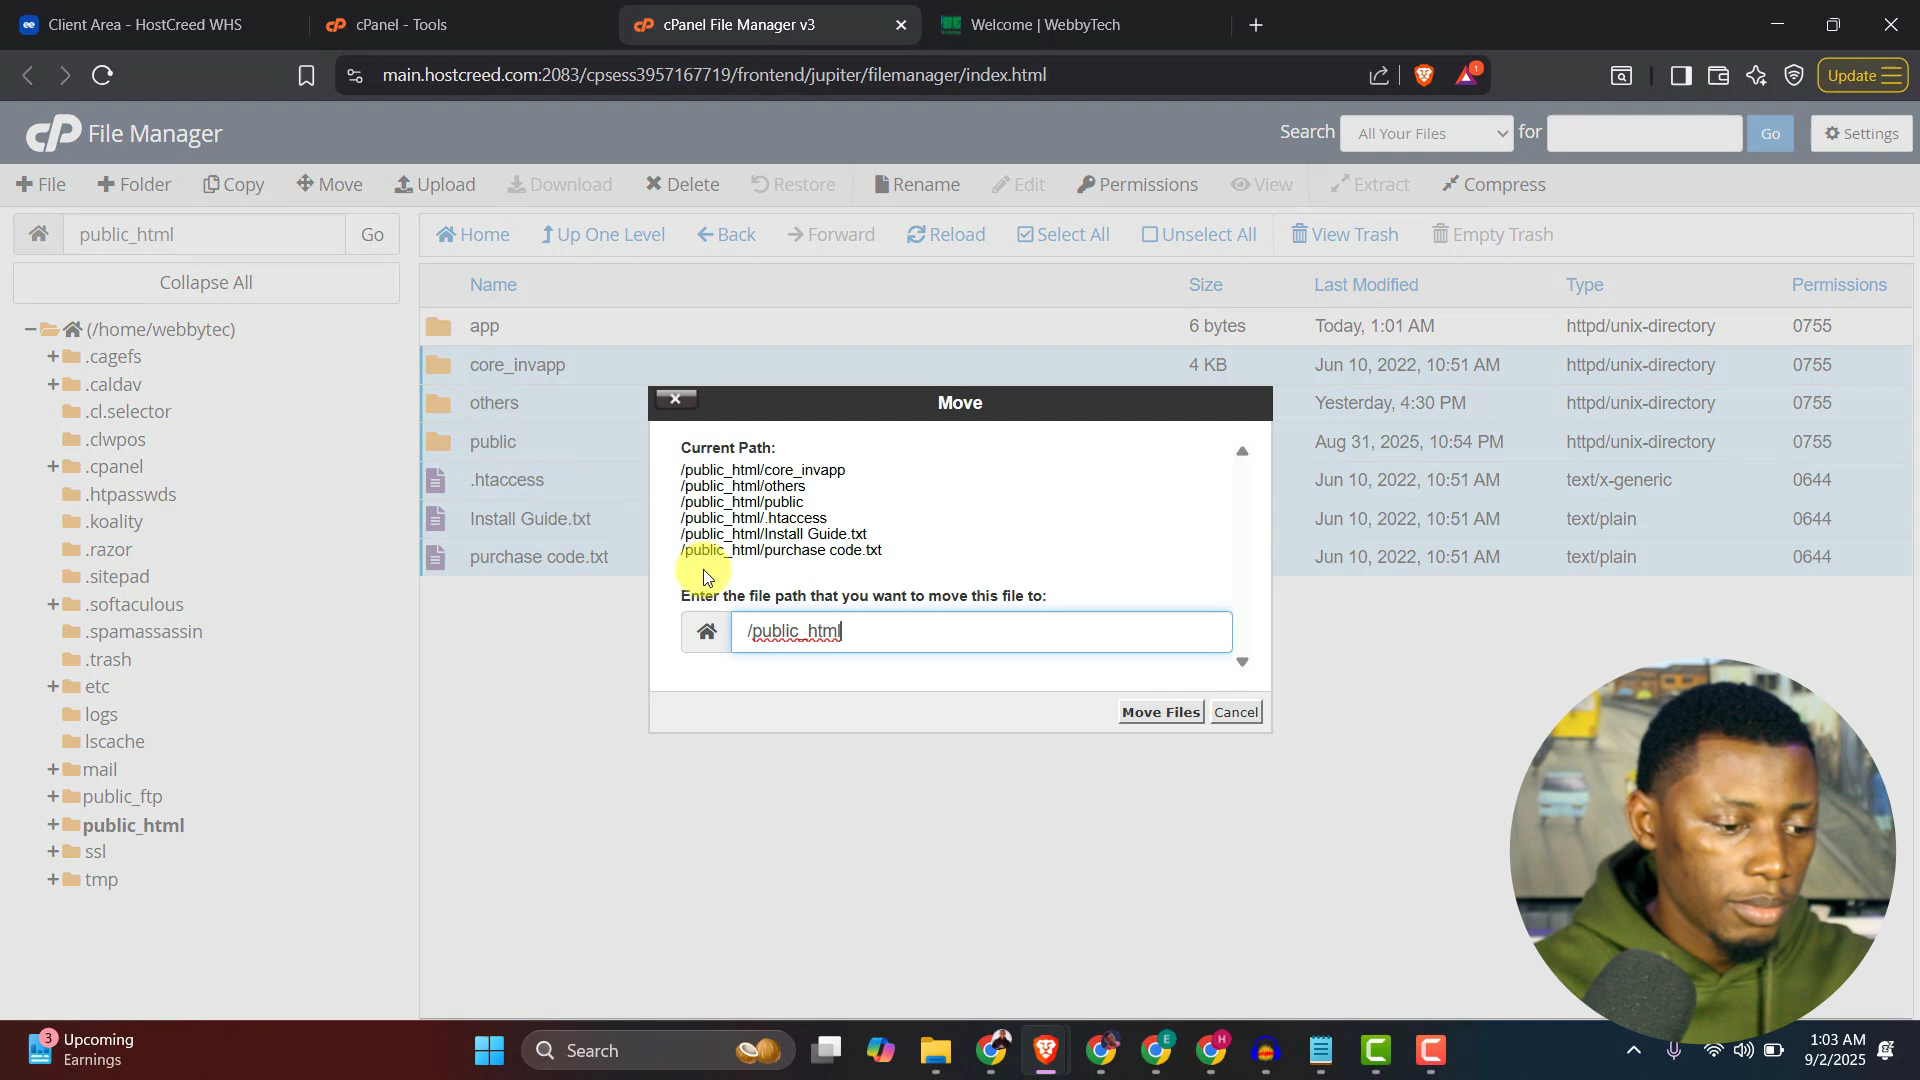 Client Area - HostCreed WHS
cPanel - Tools
cPanel File Manager v3
Welcome | WebbyTech
main.hostcreed.com:2083/cpsess3957167719/frontend/jupiter/filemanager/index.html
1
Update
cP File Manager
Search
All Your Files
for
Go
Settings
File
Folder
Copy
Move
Upload
Download
Delete
Restore
Rename
Edit
Permissions
View
Extract
Compress
public_html
Go
Home
Up One Level
Back
Forward
Reload
Select All
Unselect All
View Trash
Empty Trash
Collapse All
(/home/webbytec)
.cagefs
.caldav
.cl.selector
.clwpos
.cpanel
.htpasswds
.koality
.razor
.sitepad
.softaculous
.spamassassin
.trash
etc
logs
lscache
mail
public_ftp
public_html
ssl
tmp
Name Size Last Modified Type Permissions
app 6 bytes Today, 1:01 AM httpd/unix-directory 0755
core_invapp 4 KB Jun 10, 2022, 10:51 AM httpd/unix-directory 0755
others Yesterday, 4:30 PM httpd/unix-directory 0755
public Aug 31, 2025, 10:54 PM httpd/unix-directory 0755
.htaccess Jun 10, 2022, 10:51 AM text/x-generic 0644
Install Guide.txt Jun 10, 2022, 10:51 AM text/plain 0644
purchase code.txt Jun 10, 2022, 10:51 AM text/plain 0644
Move
Current Path:
/public_html/core_invapp
/public_html/others
/public_html/public
/public_html/.htaccess
/public_html/Install Guide.txt
/public_html/purchase code.txt
Enter the file path that you want to move this file to:
/public_html
Move Files
Cancel
3
Upcoming
Earnings
Search
1:03 AM
9/2/2025